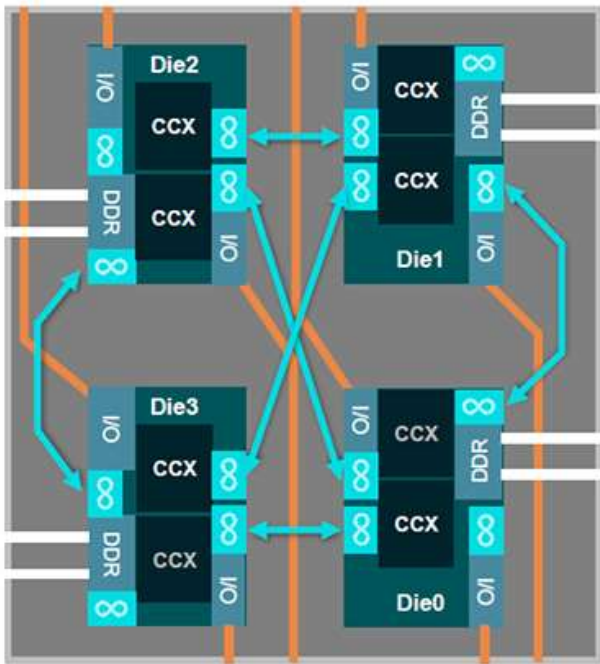 Die2
I/O
CCX
∞
∞
∞
CCX
DDR
∞
I/O
I/O
CCX
∞
DDR
∞
CCX
∞
∞
Die1
I/O
Die3
I/O
CCX
∞
∞
∞
CCX
DDR
∞
I/O
I/O
CCX
∞
DDR
∞
CCX
∞
∞
Die0
I/O